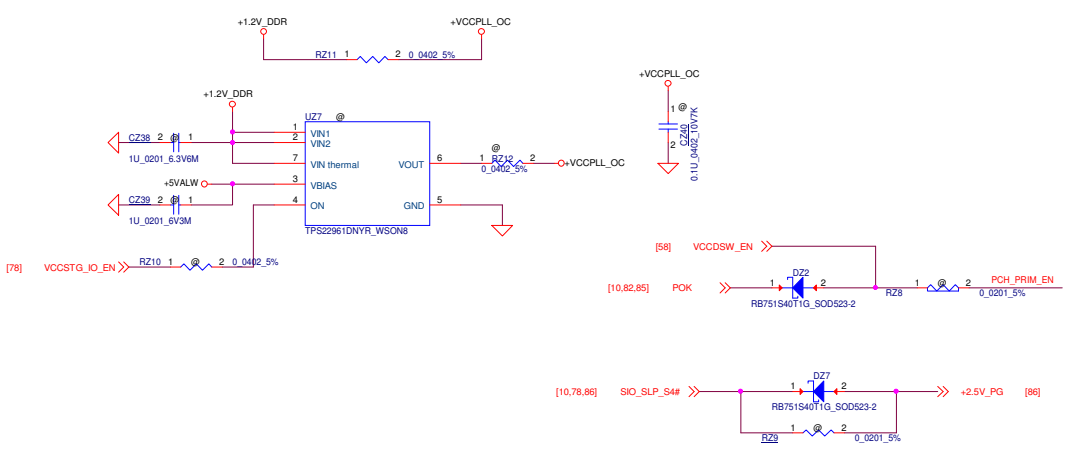 +1.2V_DDR
+VCCPLL_OC
RZ11 1 2 0_0402_5%
+VCCPLL_OC
1 @
CZ40
2
0.1U_0402_10V7K
+1.2V_DDR
UZ7 @
CZ38 2 @ 1
1U_0201_6.3V6M
1 VIN1
2 VIN2
7 VIN thermal
VOUT 6
@
1 RZ12 2
0_0402_5%
+VCCPLL_OC
+5VALW
3 VBIAS
CZ39 2 @ 1
1U_0201_6V3M
4 ON
GND 5
TPS22961DNYR_WSON8
[78] VCCSTG_IO_EN RZ10 1 @ 2 0_0402_5%
[58] VCCDSW_EN
[10,82,85] POK
1 DZ2 2
RB751S40T1G_SOD523-2
RZ8 1 @ 2
0_0201_5%
PCH_PRIM_EN
[10,78,86] SIO_SLP_S4#
1 DZ7 2
RB751S40T1G_SOD523-2
+2.5V_PG [86]
1 @ 2
RZ9 0_0201_5%